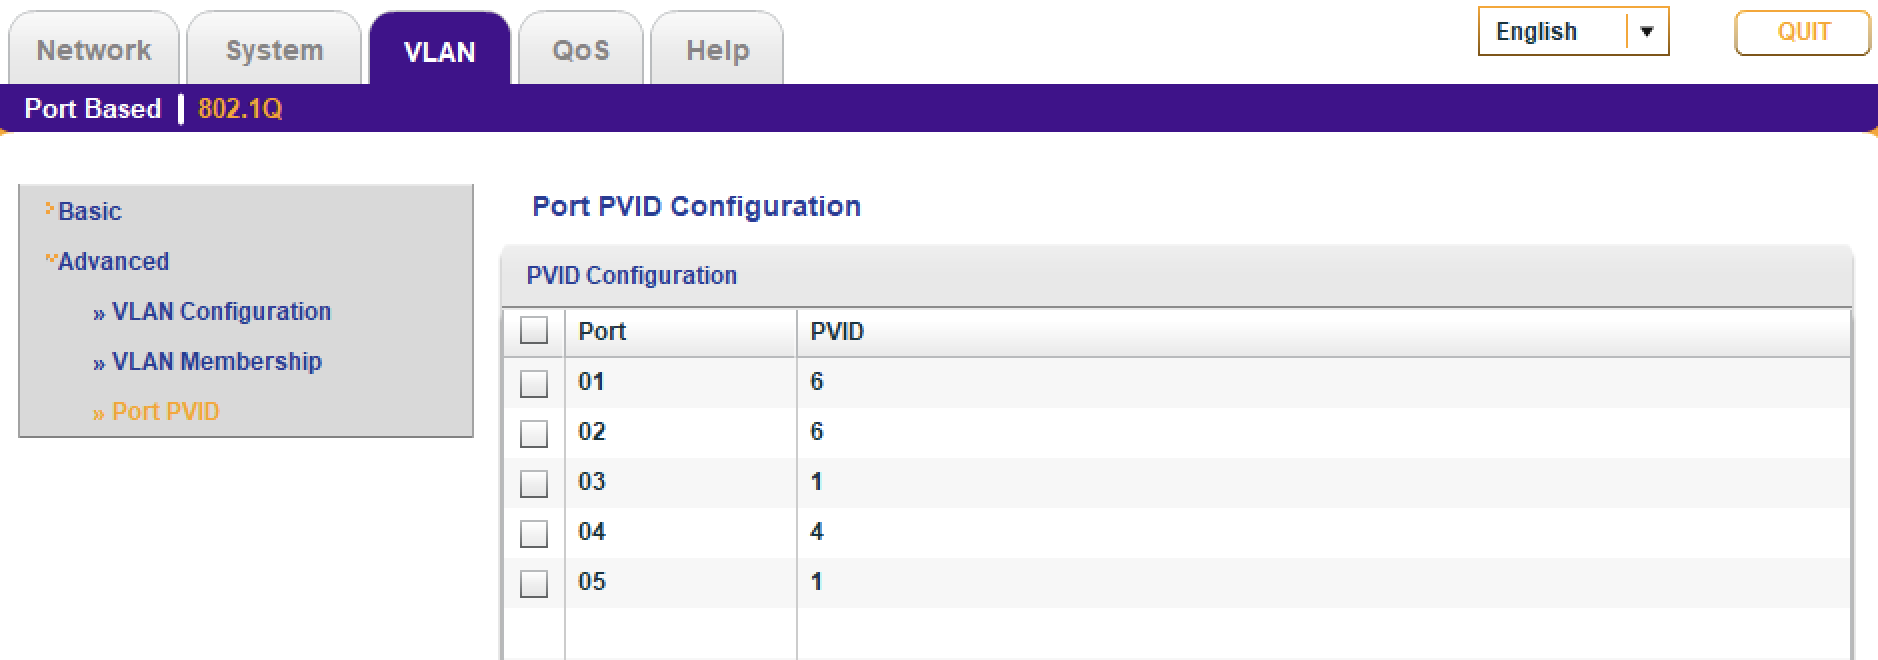 Network System VLAN QoS Help English QUIT
Port Based 802.1Q
Basic
Advanced
» VLAN Configuration
» VLAN Membership
» Port PVID
Port PVID Configuration
PVID Configuration
Port PVID
01 6
02 6
03 1
04 4
05 1